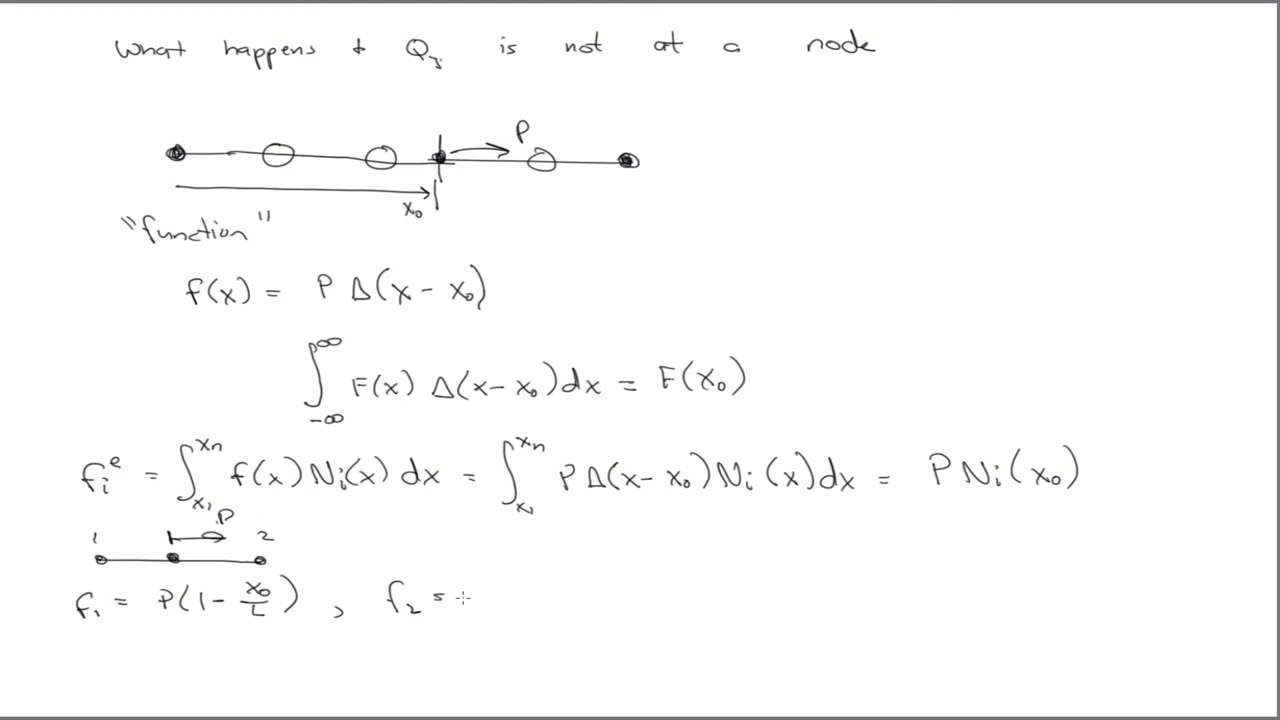 What happens if Q_J is not at a node
P
x₀
"function"
f(x) = P Δ(x - x₀)
∫_{-∞}^{∞} F(x) Δ(x - x₀) dx = F(x₀)
f_i^e = ∫_{x₁}^{xₙ} f(x) N_i(x) dx = ∫_{x₁}^{xₙ} P Δ(x - x₀) N_i(x) dx = P N_i(x₀)
P
1 2
f₁ = P(1 - x₀/L) , f₂ =